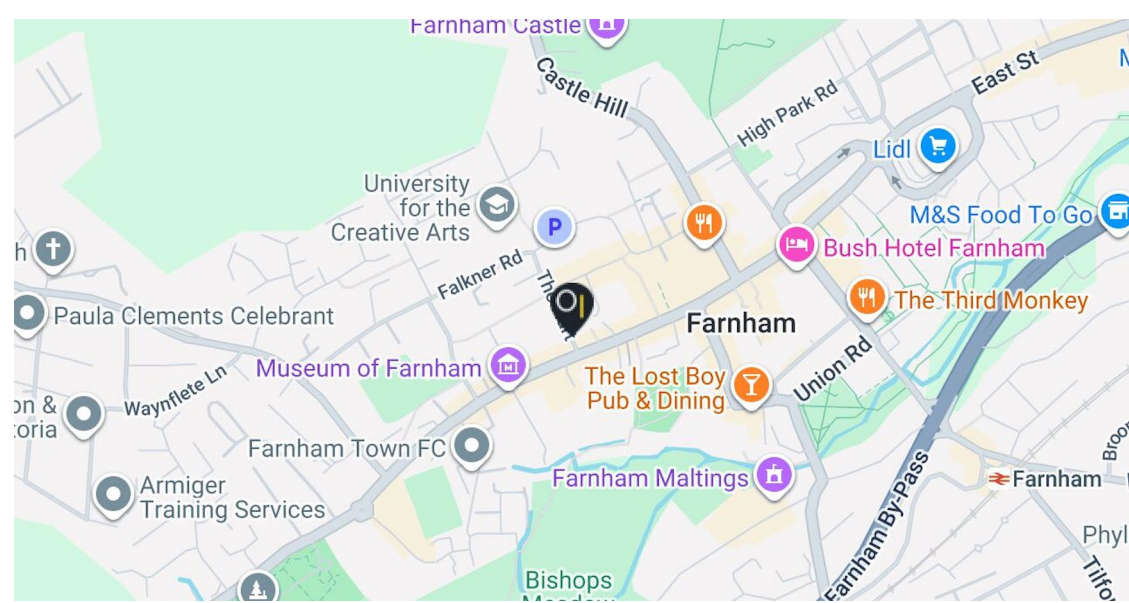 Farnham Castle
Castle Hill
East St
High Park Rd
Lidl
University
for the
Creative Arts
P
M&S Food To Go
Bush Hotel Farnham
Falkner Rd
The Third Monkey
Paula Clements Celebrant
Farnham
Museum of Farnham
The Lost Boy
Pub & Dining
Union Rd
Waynflete Ln
Farnham Town FC
Farnham Maltings
Farnham
Armiger
Training Services
Farnham By-Pass
Bishops